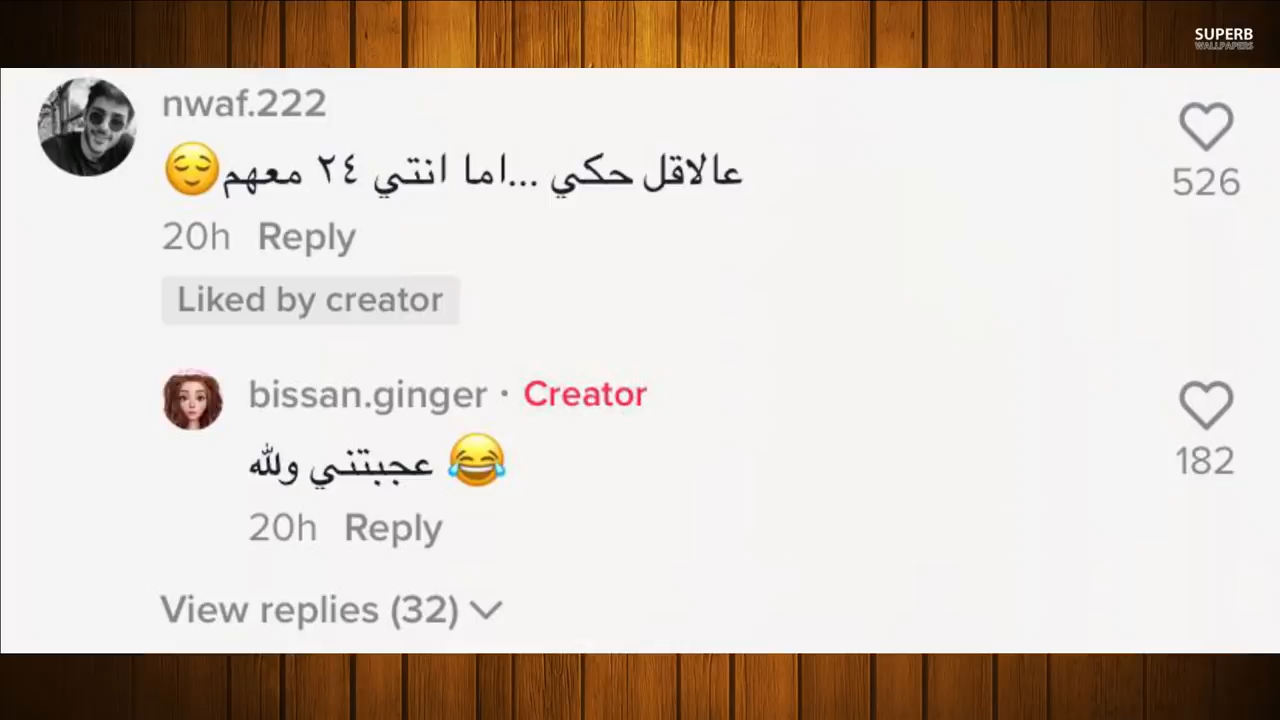 SUPERB
WALLPAPERS
nwaf.222
عالاقل حكي ...اما انتي ٢٤ معهم😌
526
20h Reply
Liked by creator
bissan.ginger · Creator
😂 عجبتني ولله
182
20h Reply
View replies (32)